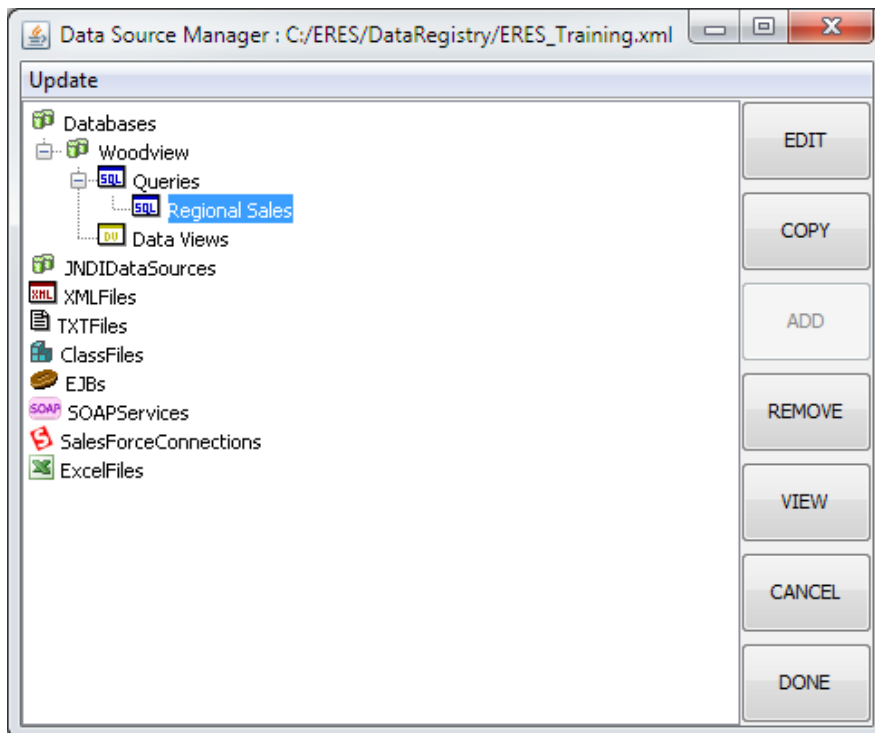 Data Source Manager : C:/ERES/DataRegistry/ERES_Training.xml
Update
Databases
Woodview
SQL Queries
SQL Regional Sales
DV Data Views
JNDIDataSources
XML XMLFiles
TXTFiles
ClassFiles
EJBs
SOAP SOAPServices
SalesForceConnections
ExcelFiles
EDIT
COPY
ADD
REMOVE
VIEW
CANCEL
DONE